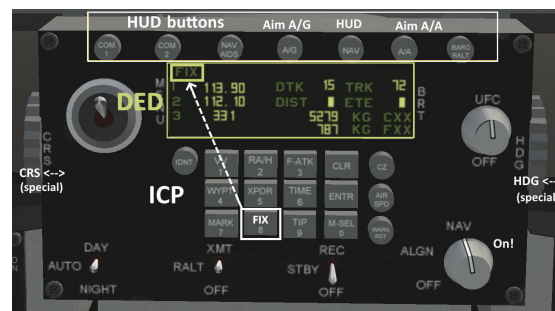 HUD buttons Aim A/G HUD Aim A/A
COM 1 COM 2 NAV AIDS A/G NAV A/A BARO RALT
FIX
1 113.90 DTK 15 TRK 72
DED 2 112.10 DIST ETE
3 331 5279 KG CXX
787 KG FXX
BRT
UFC
OFF
CRS
HDG
CRS <-->
(special)
HDG <-->
(special)
ICP
IDNT VV 1 RA/H 2 F-ATK 3 CLR CZ
WYPT 4 XPDR 5 TIME 6 ENTR AIR SPD
MARK 7 FIX 8 TIP 9 M-SEL 0 WARN RST
DAY
AUTO
NIGHT
XMT
RALT
OFF
REC
STBY
OFF
NAV
ALGN
On!
OFF